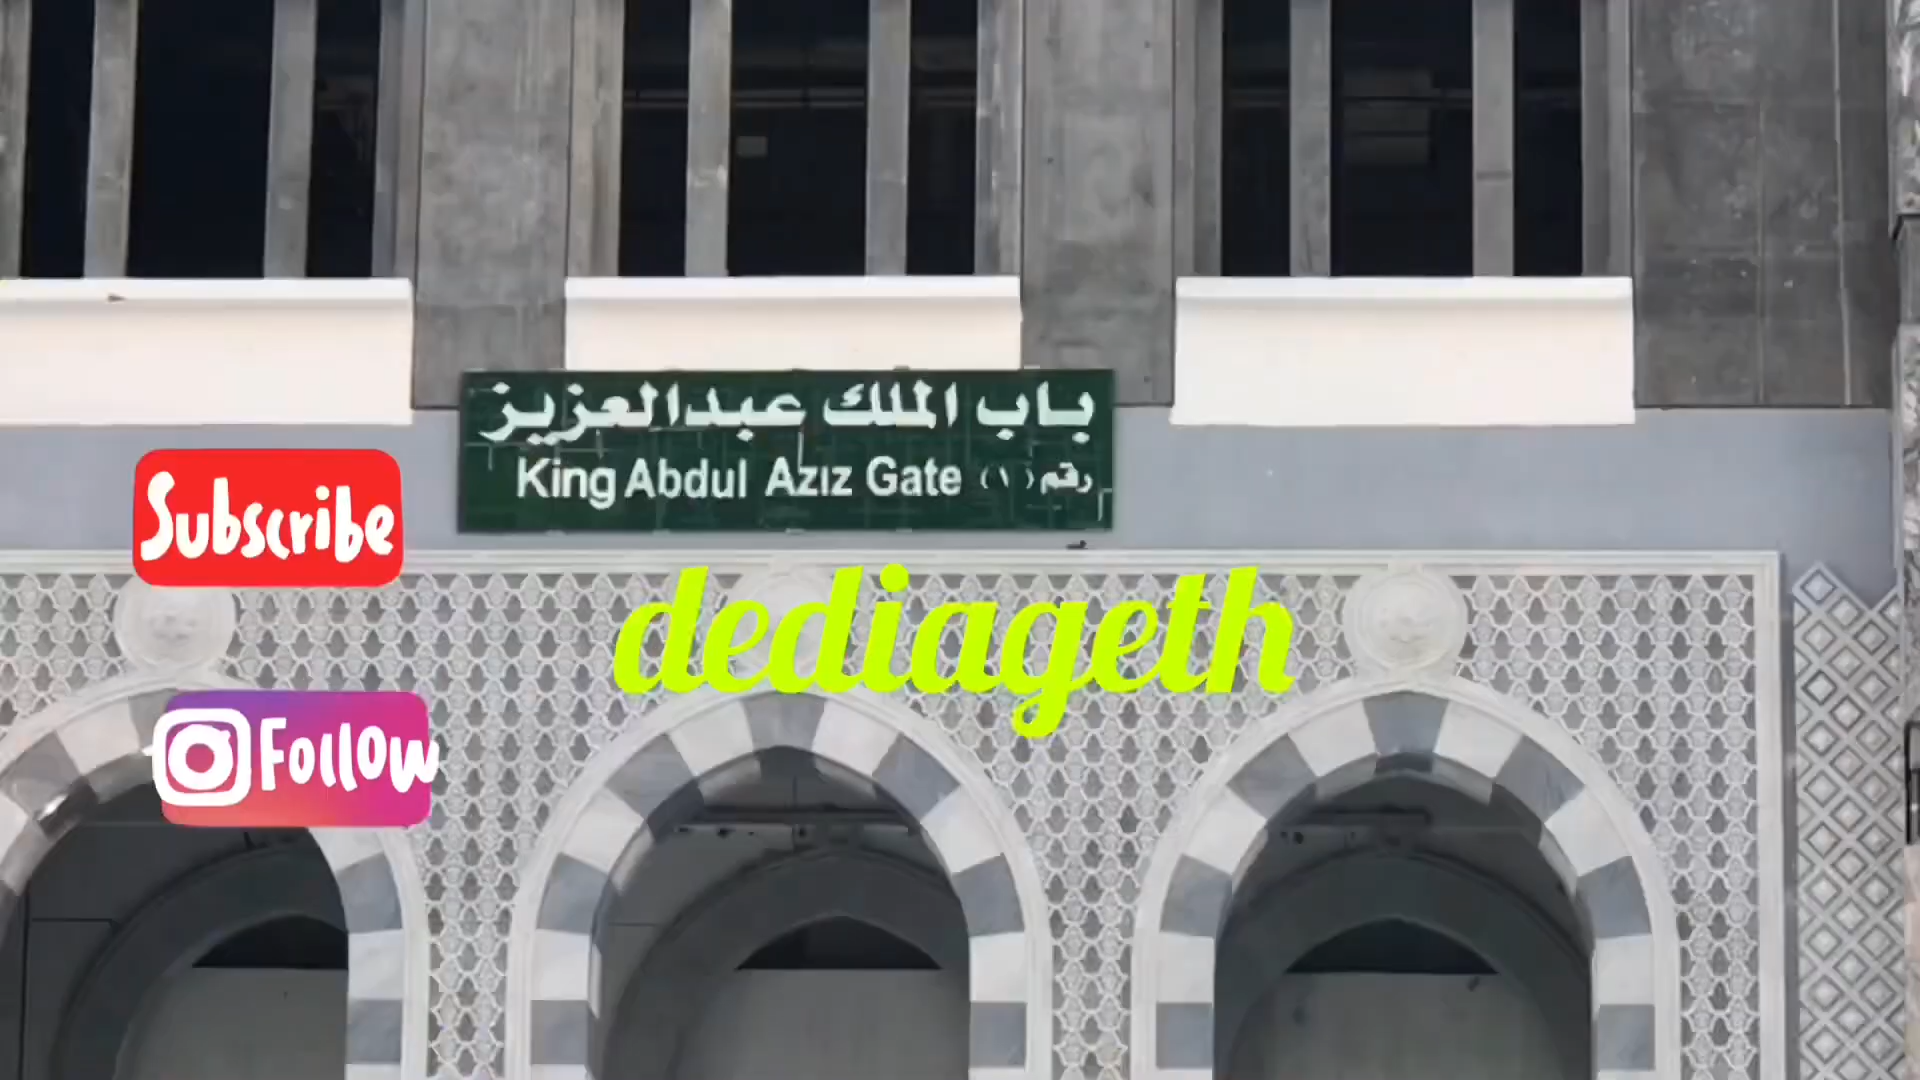 باب الملك عبدالعزيز
King Abdul Aziz Gate رقم (١)
Subscribe
dediageth
Follow